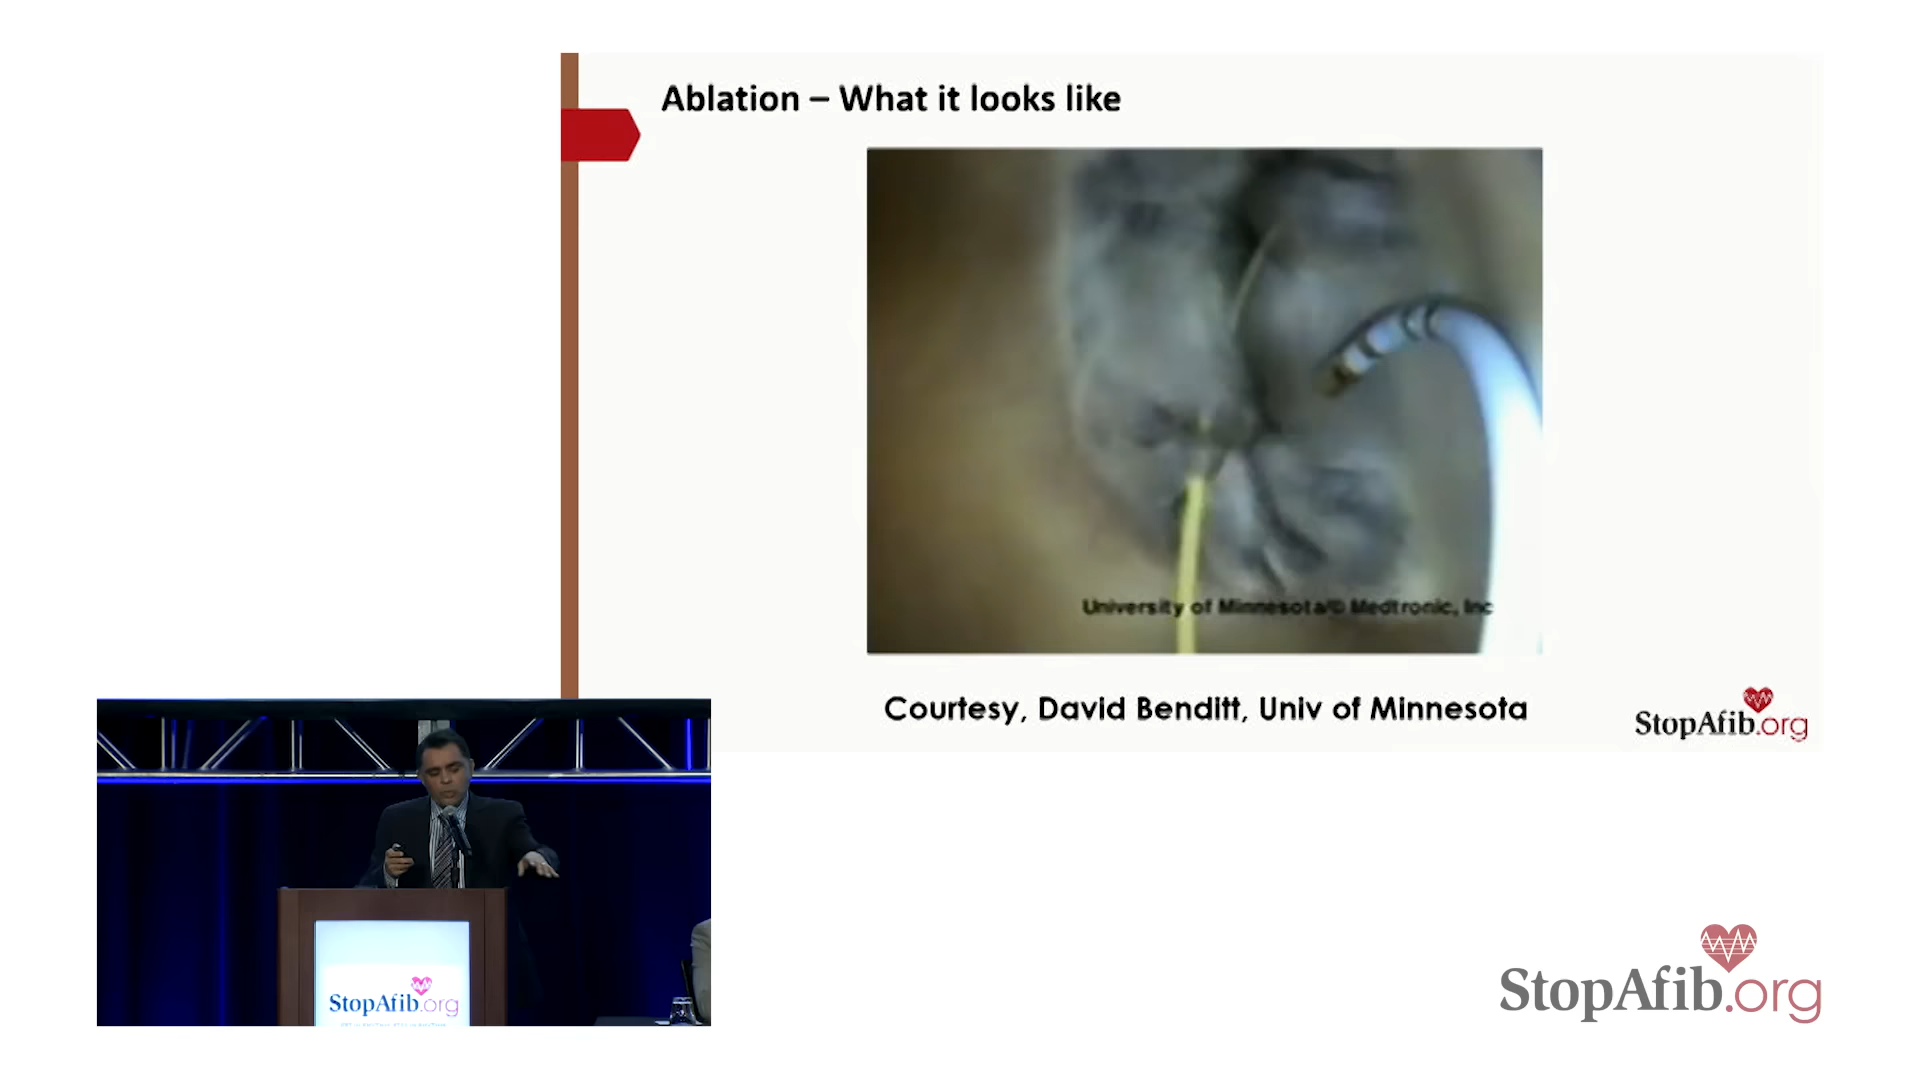 Ablation – What it looks like
University of Minnesota/© Medtronic, Inc
Courtesy, David Benditt, Univ of Minnesota
StopAfib.org
StopAfib.org
StopAfib.org